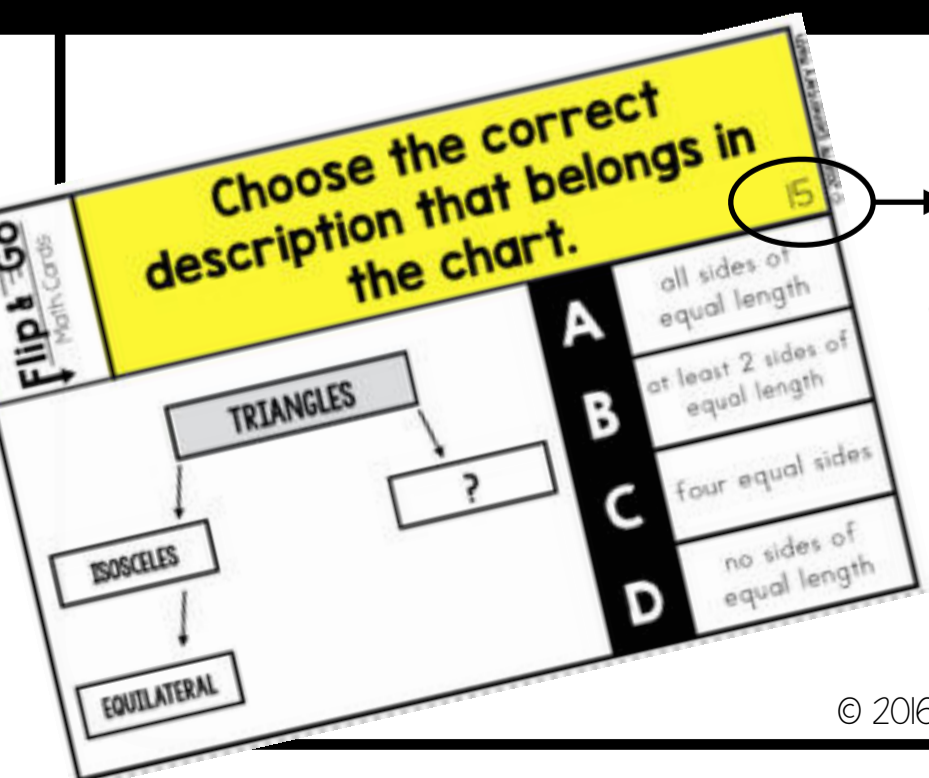 Choose the correct
description that belongs in
the chart.
15
Flip & Go
Math Cards
TRIANGLES
?
ISOSCELES
EQUILATERAL
A
all sides of
equal length
B
at least 2 sides of
equal length
C
four equal sides
D
no sides of
equal length
© 2016